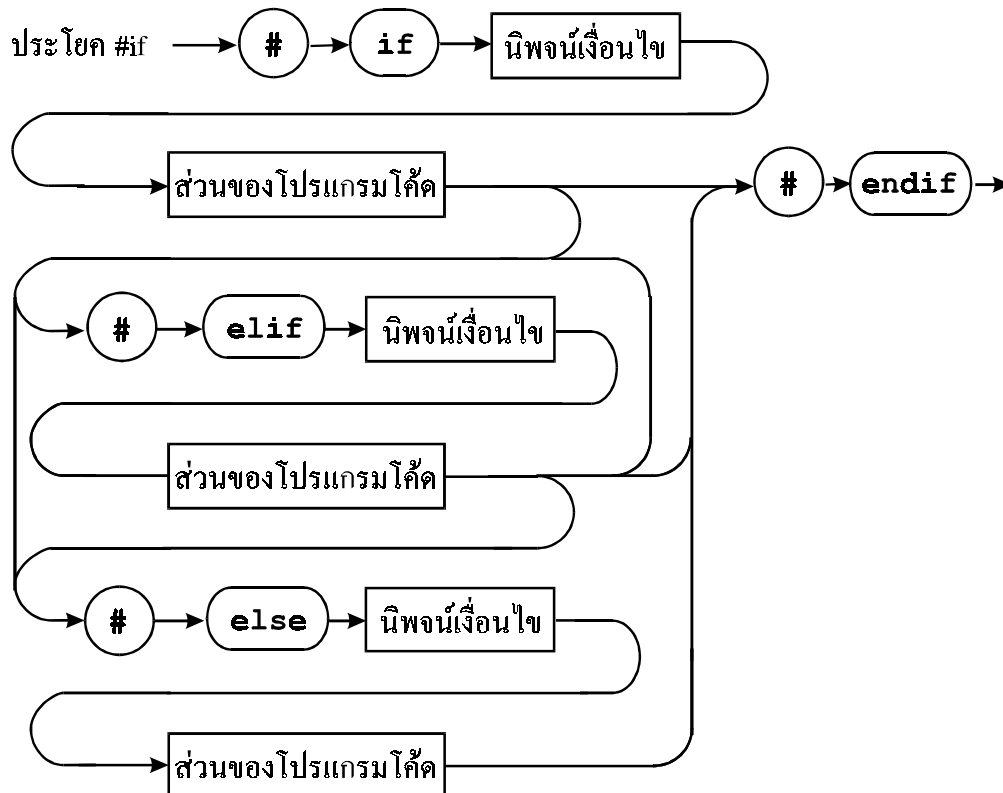 ประโยค #if # if นิพจน์เงื่อนไข
ส่วนของโปรแกรมโค้ด # endif
# elif นิพจน์เงื่อนไข
ส่วนของโปรแกรมโค้ด
# else นิพจน์เงื่อนไข
ส่วนของโปรแกรมโค้ด